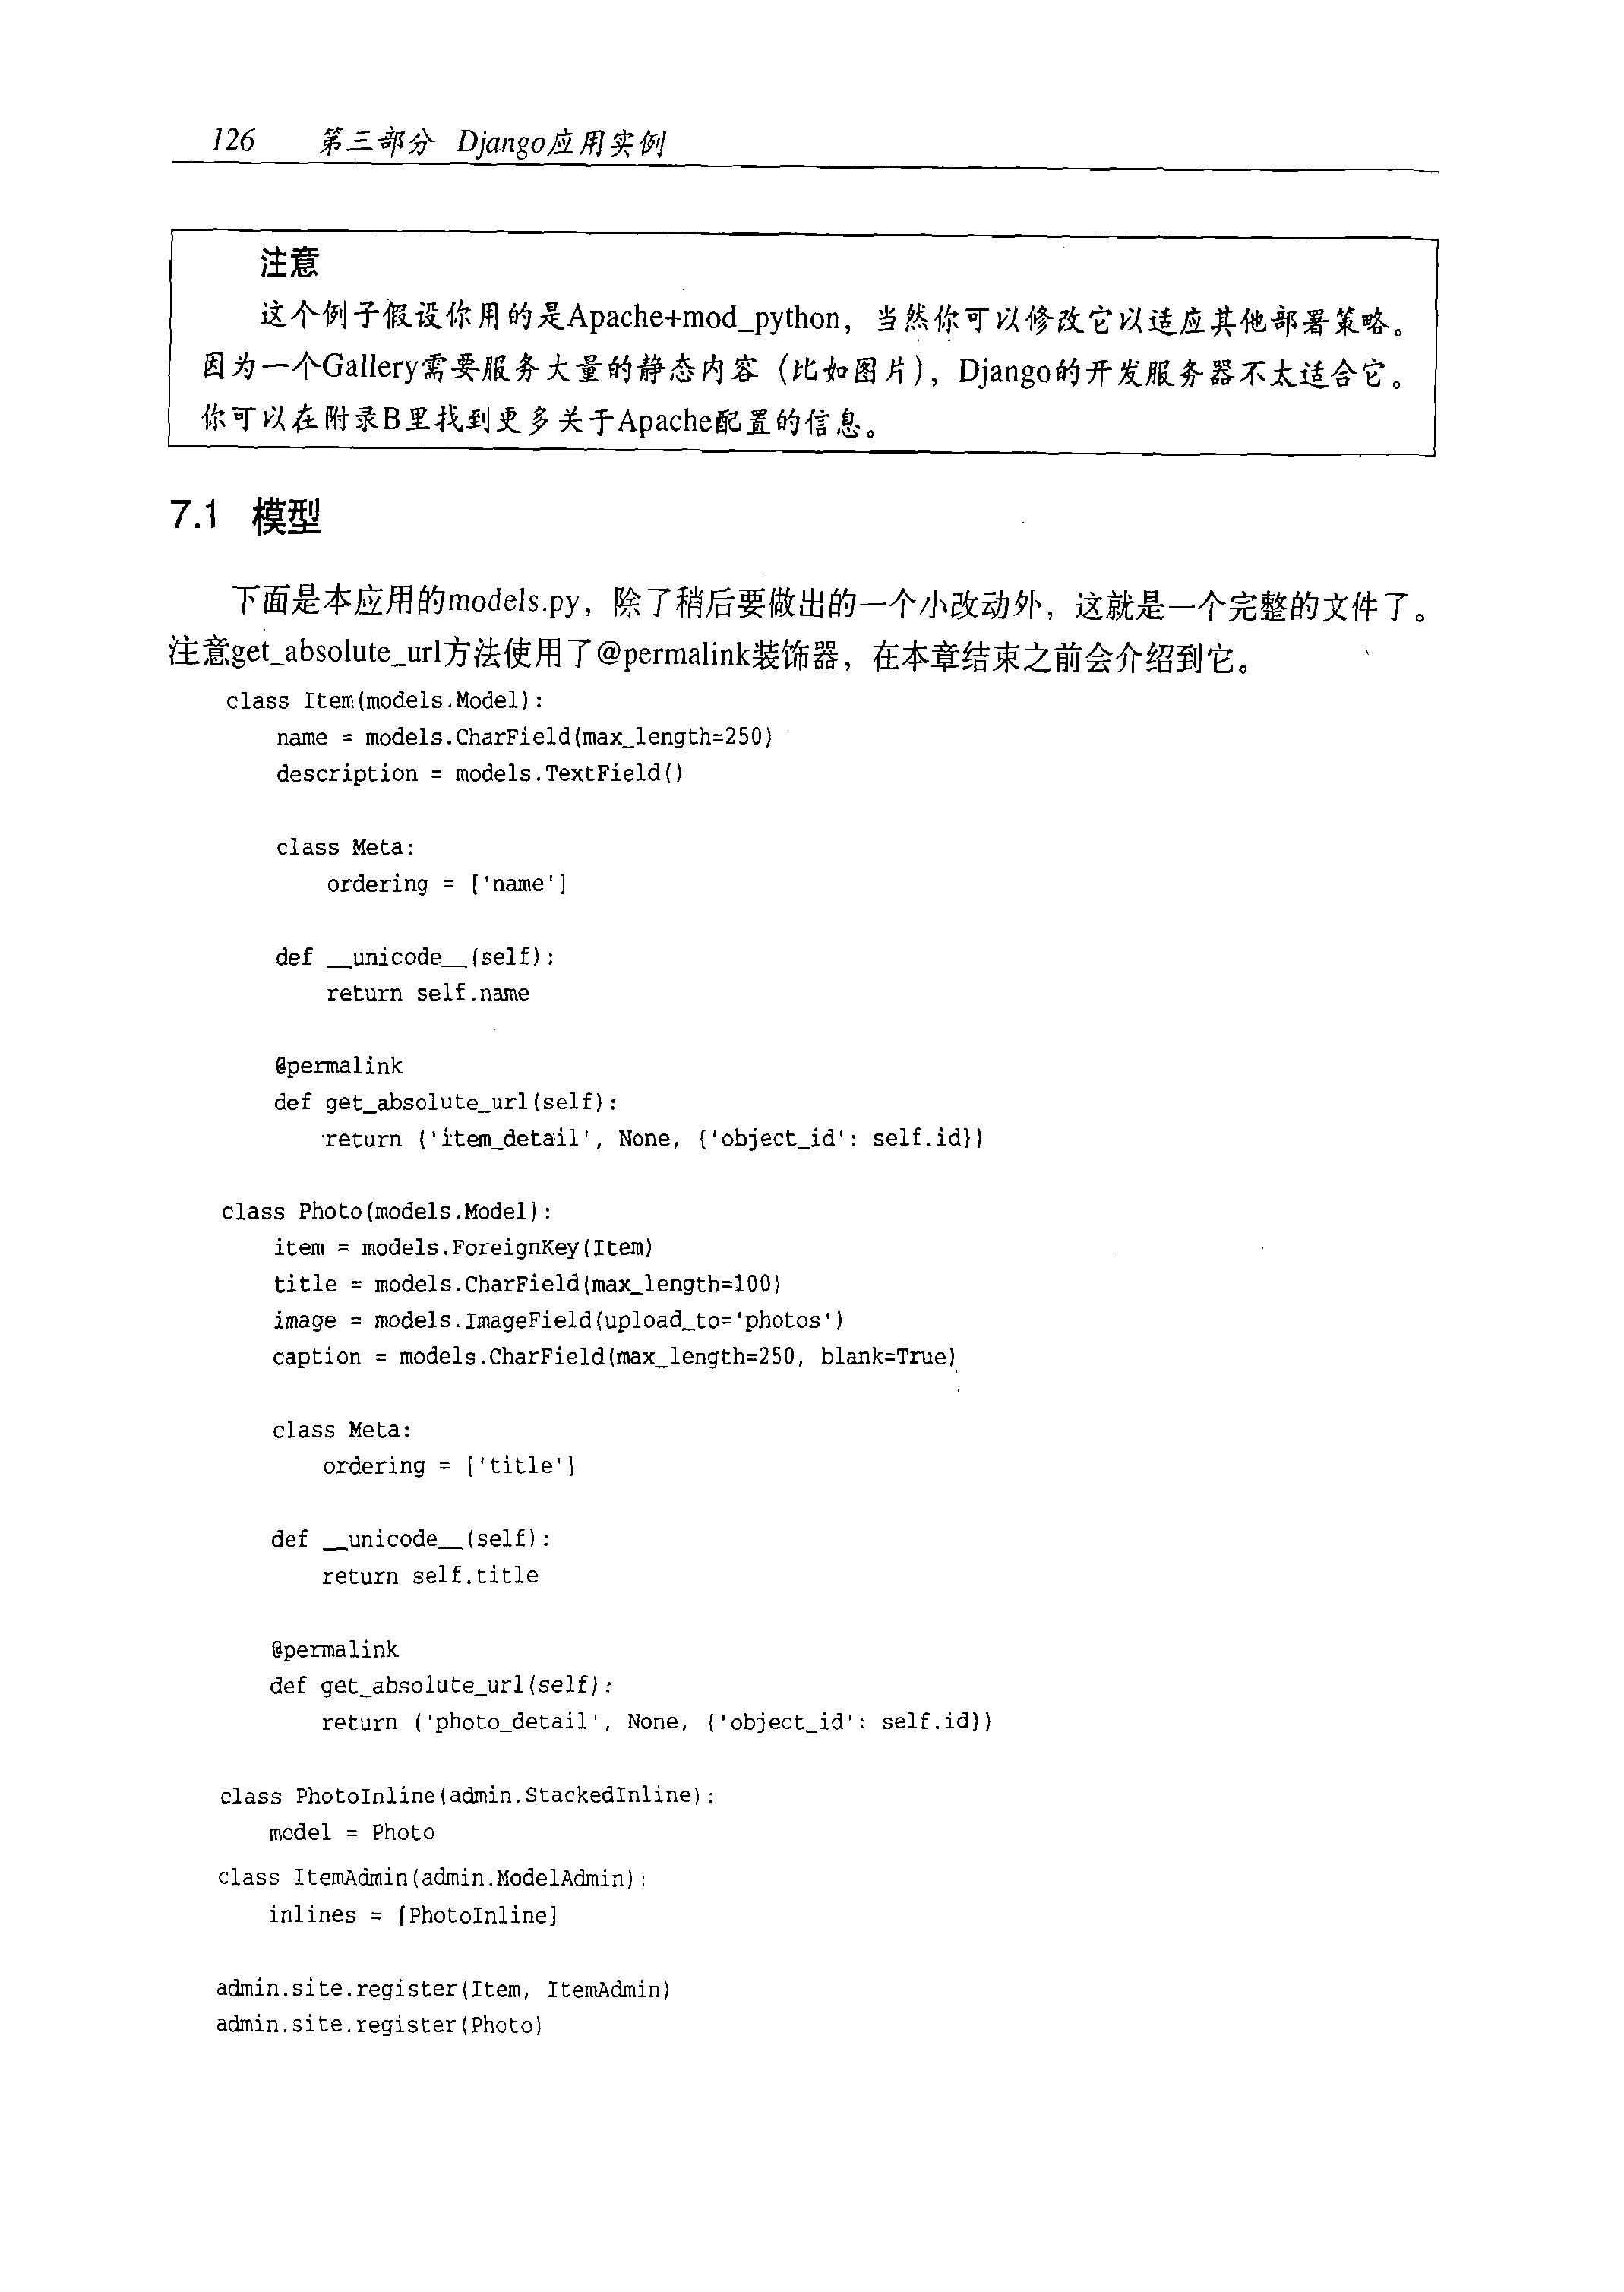 126 第三部分 Django应用实例
注意
这个例子假设你用的是Apache+mod_python，当然你可以修改它以适应其他部署策略。
因为一个Gallery需要服务大量的静态内容（比如图片），Django的开发服务器不太适合它。
你可以在附录B里找到更多关于Apache配置的信息。
7.1 模型
下面是本应用的models.py，除了稍后要做出的一个小改动外，这就是一个完整的文件了。
注意get_absolute_url方法使用了@permalink装饰器，在本章结束之前会介绍到它。
class Item(models.Model):
    name = models.CharField(max_length=250)
    description = models.TextField()
    class Meta:
        ordering = ['name']
    def __unicode__(self):
        return self.name
    @permalink
    def get_absolute_url(self):
        return ('item_detail', None, {'object_id': self.id})
class Photo(models.Model):
    item = models.ForeignKey(Item)
    title = models.CharField(max_length=100)
    image = models.ImageField(upload_to='photos')
    caption = models.CharField(max_length=250, blank=True)
    class Meta:
        ordering = ['title']
    def __unicode__(self):
        return self.title
    @permalink
    def get_absolute_url(self):
        return ('photo_detail', None, {'object_id': self.id})
class PhotoInline(admin.StackedInline):
    model = Photo
class ItemAdmin(admin.ModelAdmin):
    inlines = [PhotoInline]
admin.site.register(Item, ItemAdmin)
admin.site.register(Photo)